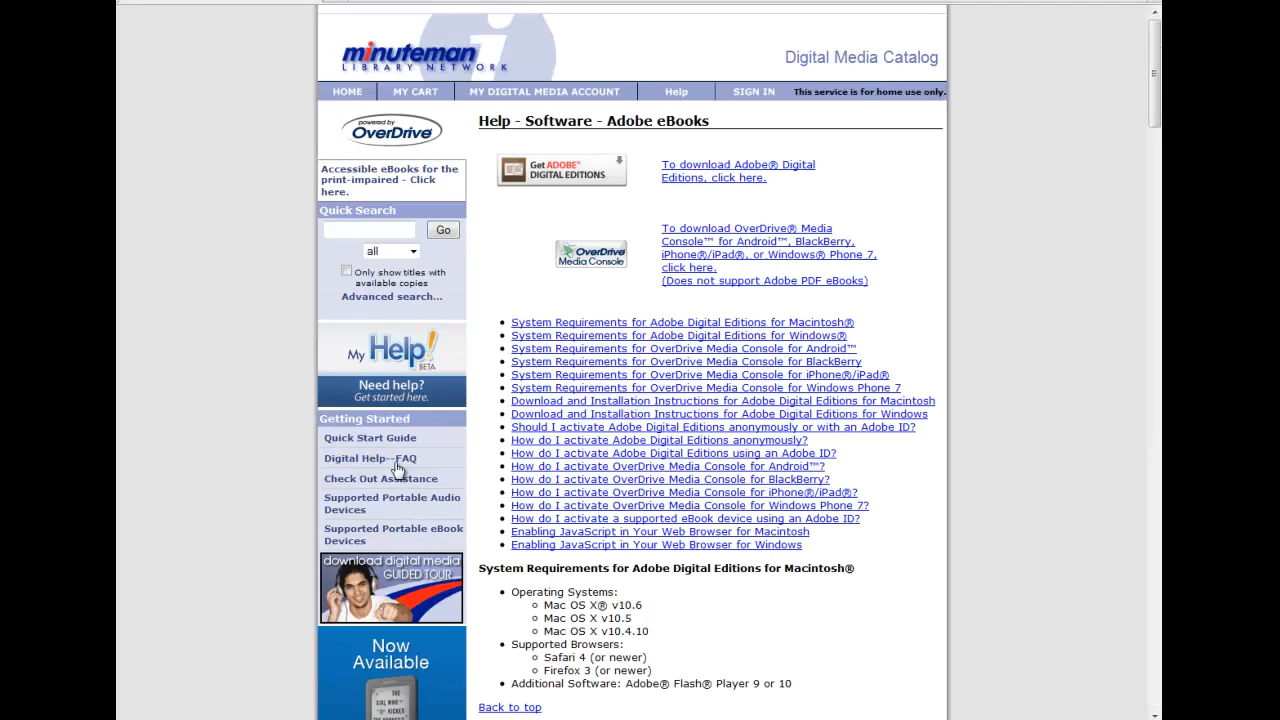 minuteman
LIBRARY NETWORK
Digital Media Catalog
HOME
MY CART
MY DIGITAL MEDIA ACCOUNT
Help
SIGN IN
This service is for home use only.
powered by
OverDrive
Accessible eBooks for the
print-impaired - Click
here.
Quick Search
Go
all
Only show titles with
available copies
Advanced search...
My Help!
BETA
Need help?
Get started here.
Getting Started
Quick Start Guide
Digital Help--FAQ
Check Out Assistance
Supported Portable Audio
Devices
Supported Portable eBook
Devices
download digital media
GUIDED TOUR
Now
Available
THE
GIRL WHO
KICKED
Help - Software - Adobe eBooks
Get ADOBE®
DIGITAL EDITIONS
To download Adobe® Digital
Editions, click here.
OverDrive
Media Console
To download OverDrive® Media
Console™ for Android™, BlackBerry,
iPhone®/iPad®, or Windows® Phone 7,
click here.
(Does not support Adobe PDF eBooks)
• System Requirements for Adobe Digital Editions for Macintosh®
• System Requirements for Adobe Digital Editions for Windows®
• System Requirements for OverDrive Media Console for Android™
• System Requirements for OverDrive Media Console for BlackBerry
• System Requirements for OverDrive Media Console for iPhone®/iPad®
• System Requirements for OverDrive Media Console for Windows Phone 7
• Download and Installation Instructions for Adobe Digital Editions for Macintosh
• Download and Installation Instructions for Adobe Digital Editions for Windows
• Should I activate Adobe Digital Editions anonymously or with an Adobe ID?
• How do I activate Adobe Digital Editions anonymously?
• How do I activate Adobe Digital Editions using an Adobe ID?
• How do I activate OverDrive Media Console for Android™?
• How do I activate OverDrive Media Console for BlackBerry?
• How do I activate OverDrive Media Console for iPhone®/iPad®?
• How do I activate OverDrive Media Console for Windows Phone 7?
• How do I activate a supported eBook device using an Adobe ID?
• Enabling JavaScript in Your Web Browser for Macintosh
• Enabling JavaScript in Your Web Browser for Windows
System Requirements for Adobe Digital Editions for Macintosh®
• Operating Systems:
Mac OS X® v10.6
Mac OS X v10.5
Mac OS X v10.4.10
• Supported Browsers:
Safari 4 (or newer)
Firefox 3 (or newer)
• Additional Software: Adobe® Flash® Player 9 or 10
Back to top